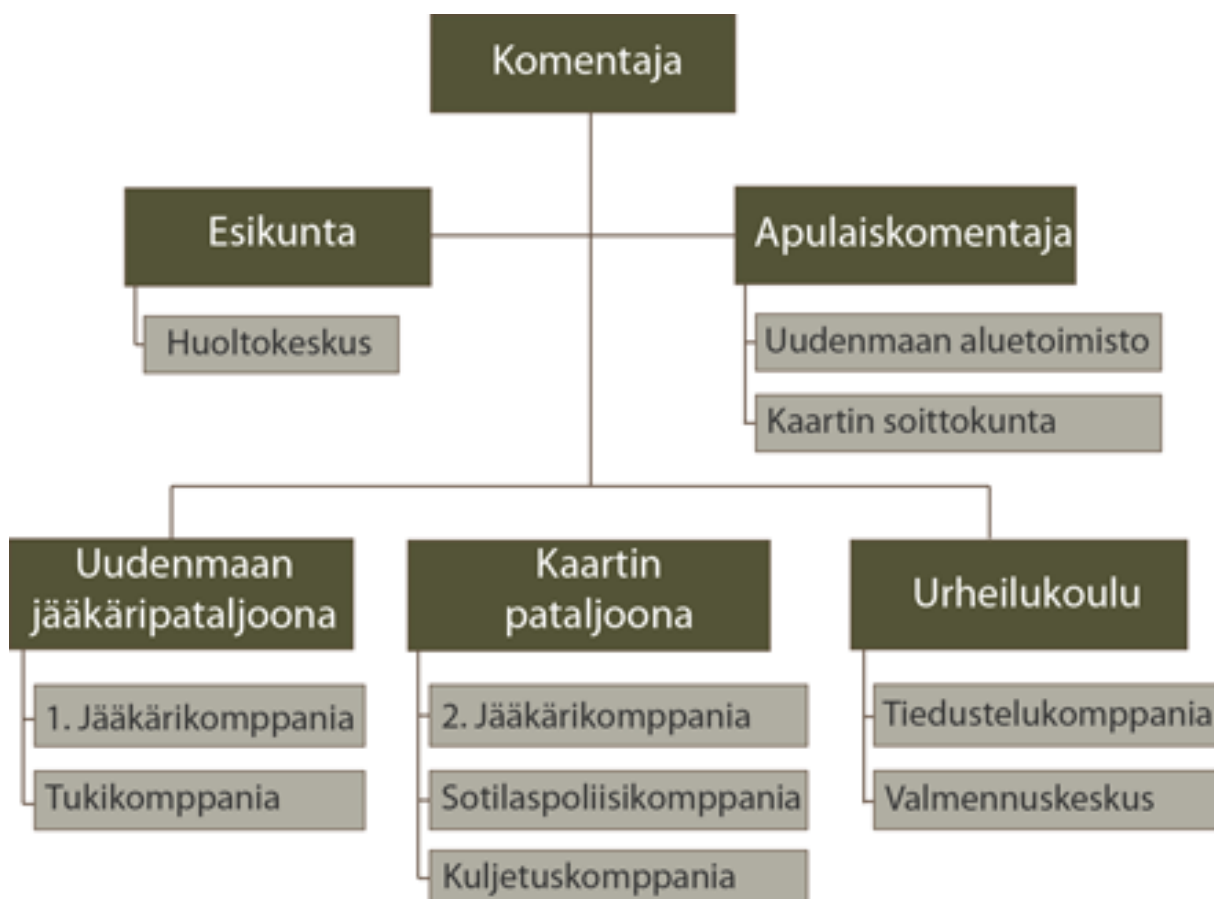 Komentaja
Esikunta
Huoltokeskus
Apulaiskomentaja
Uudenmaan aluetoimisto
Kaartin soittokunta
Uudenmaan
jääkäripataljoona
1. Jääkärikomppania
Tukikomppania
Kaartin
pataljoona
2. Jääkärikomppania
Sotilaspoliisikomppania
Kuljetuskomppania
Urheilukoulu
Tiedustelukomppania
Valmennuskeskus